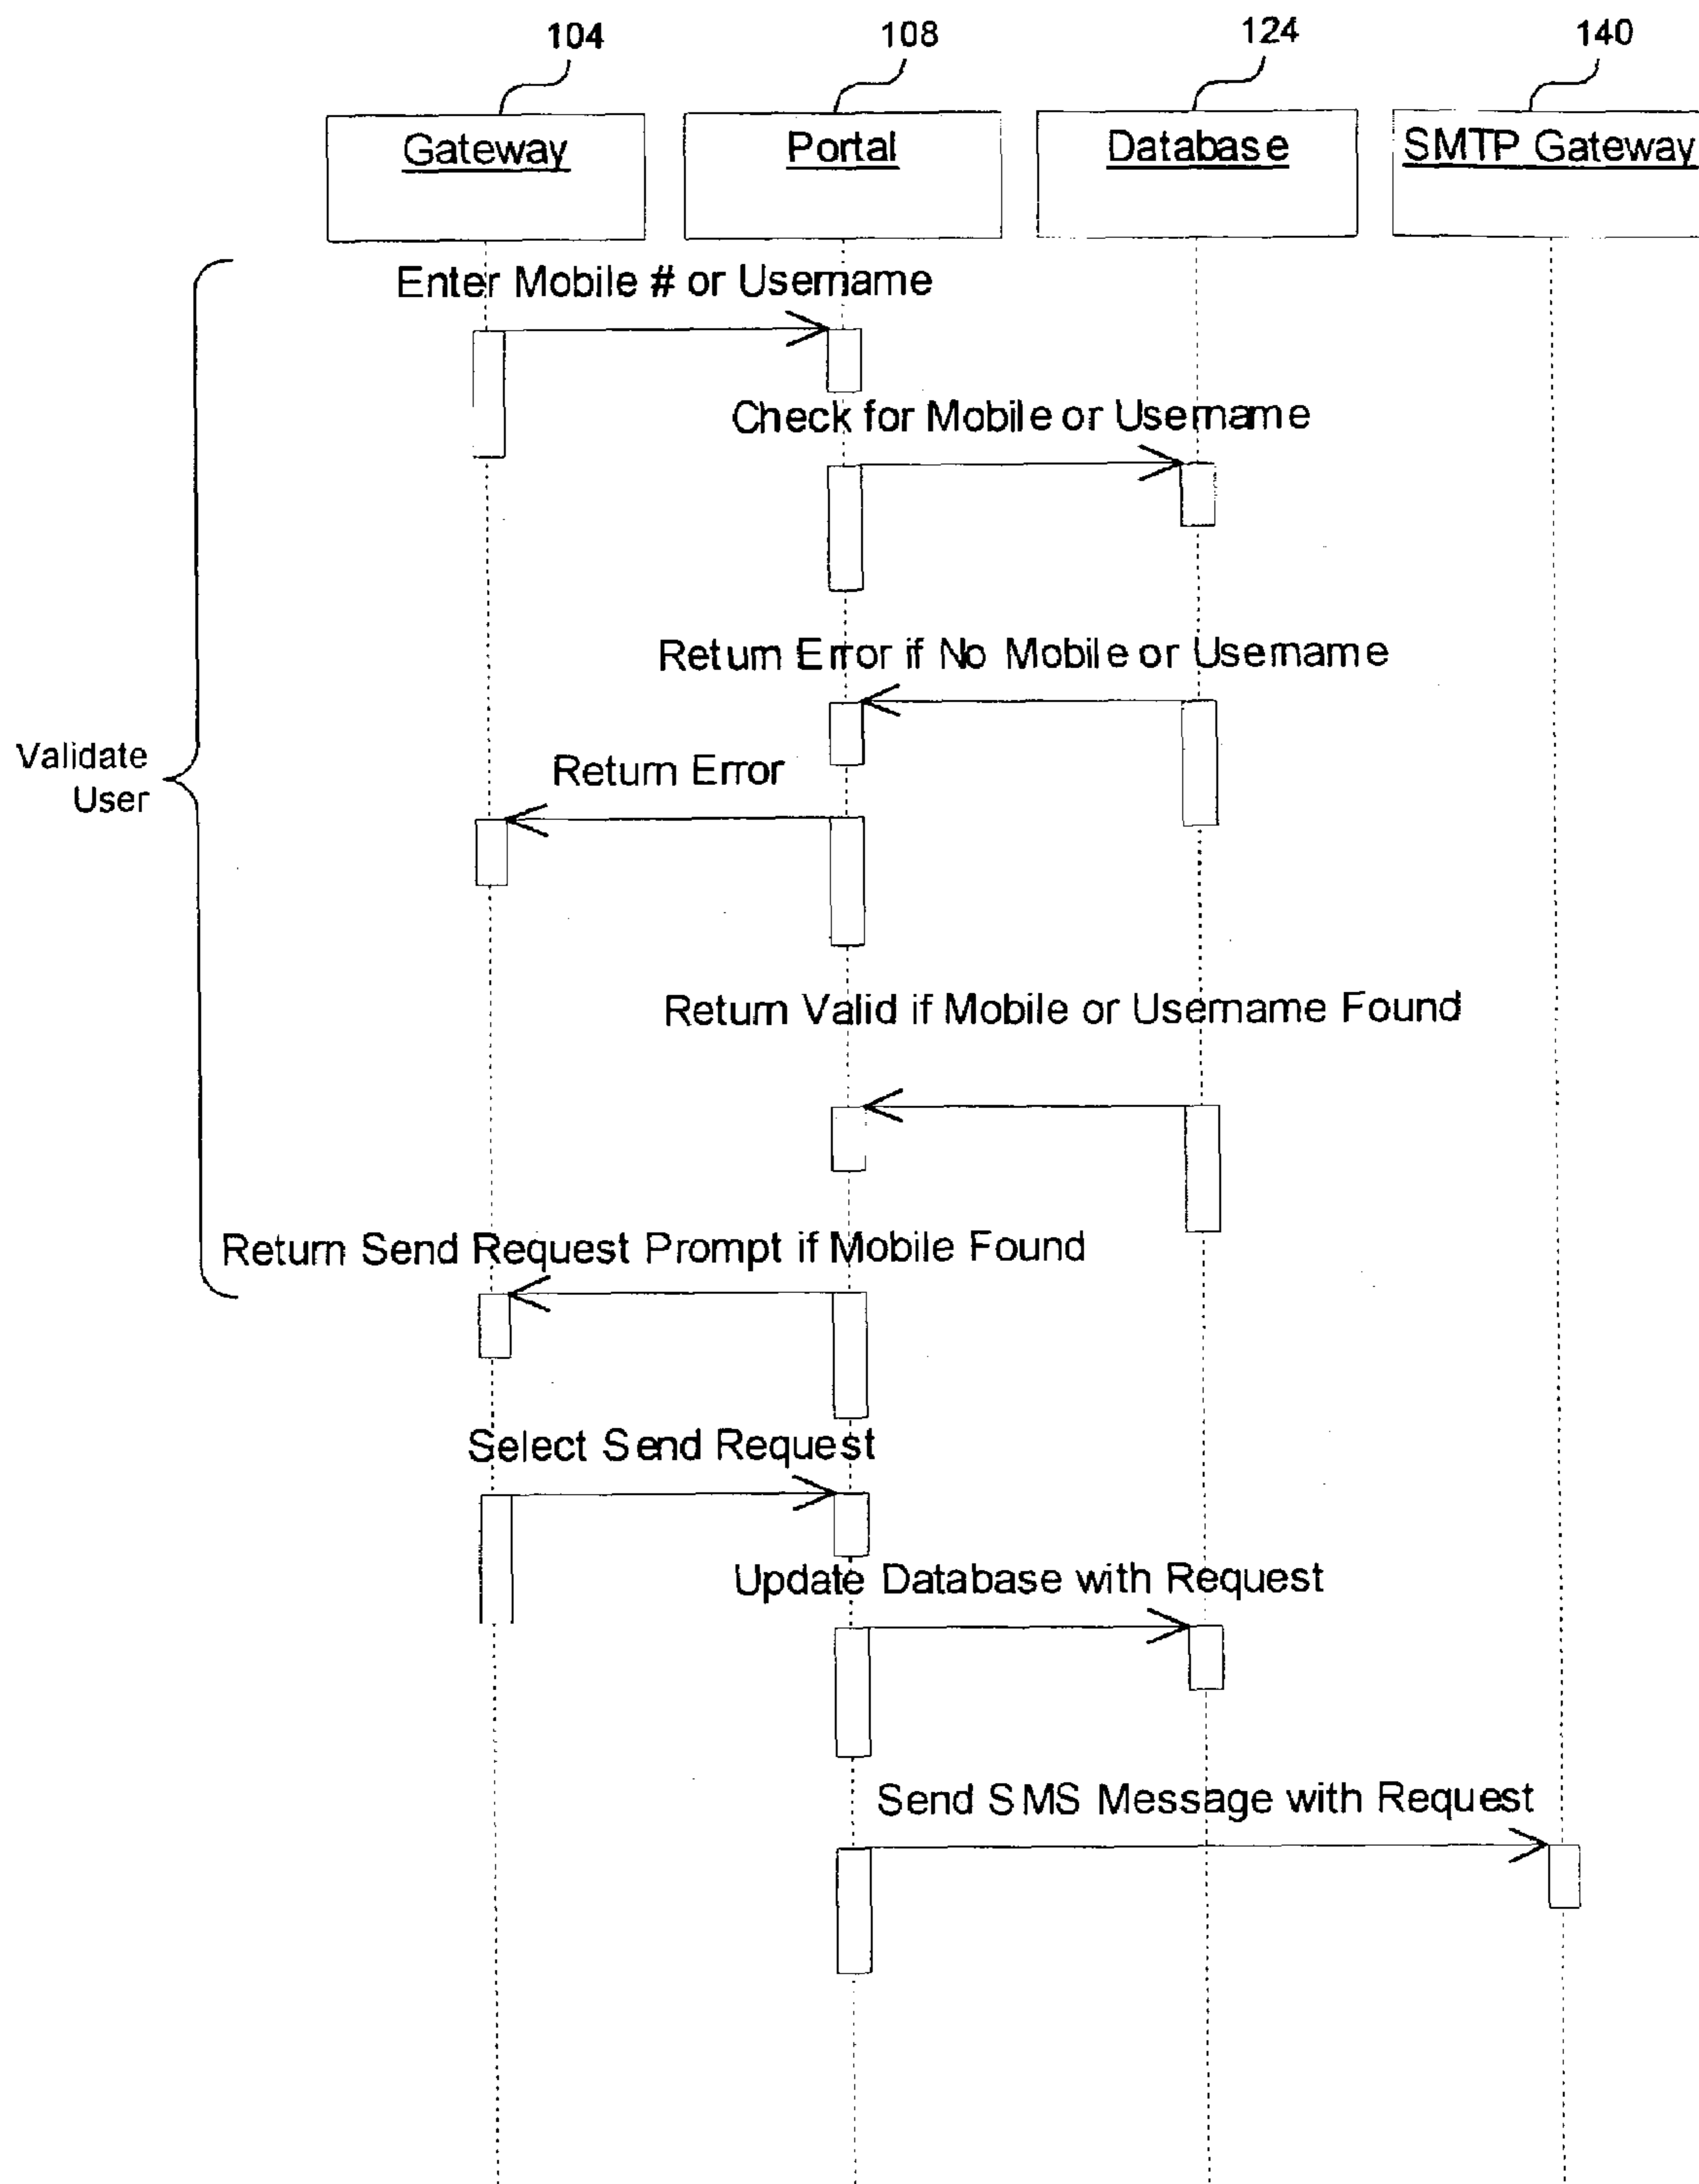 104 108 124 140
Gateway Portal Database SMTP Gateway
Enter Mobile # or Username
Check for Mobile or Username
Return Error if No Mobile or Username
Validate
User
Return Error
Return Valid if Mobile or Username Found
Return Send Request Prompt if Mobile Found
Select Send Request
Update Database with Request
Send SMS Message with Request